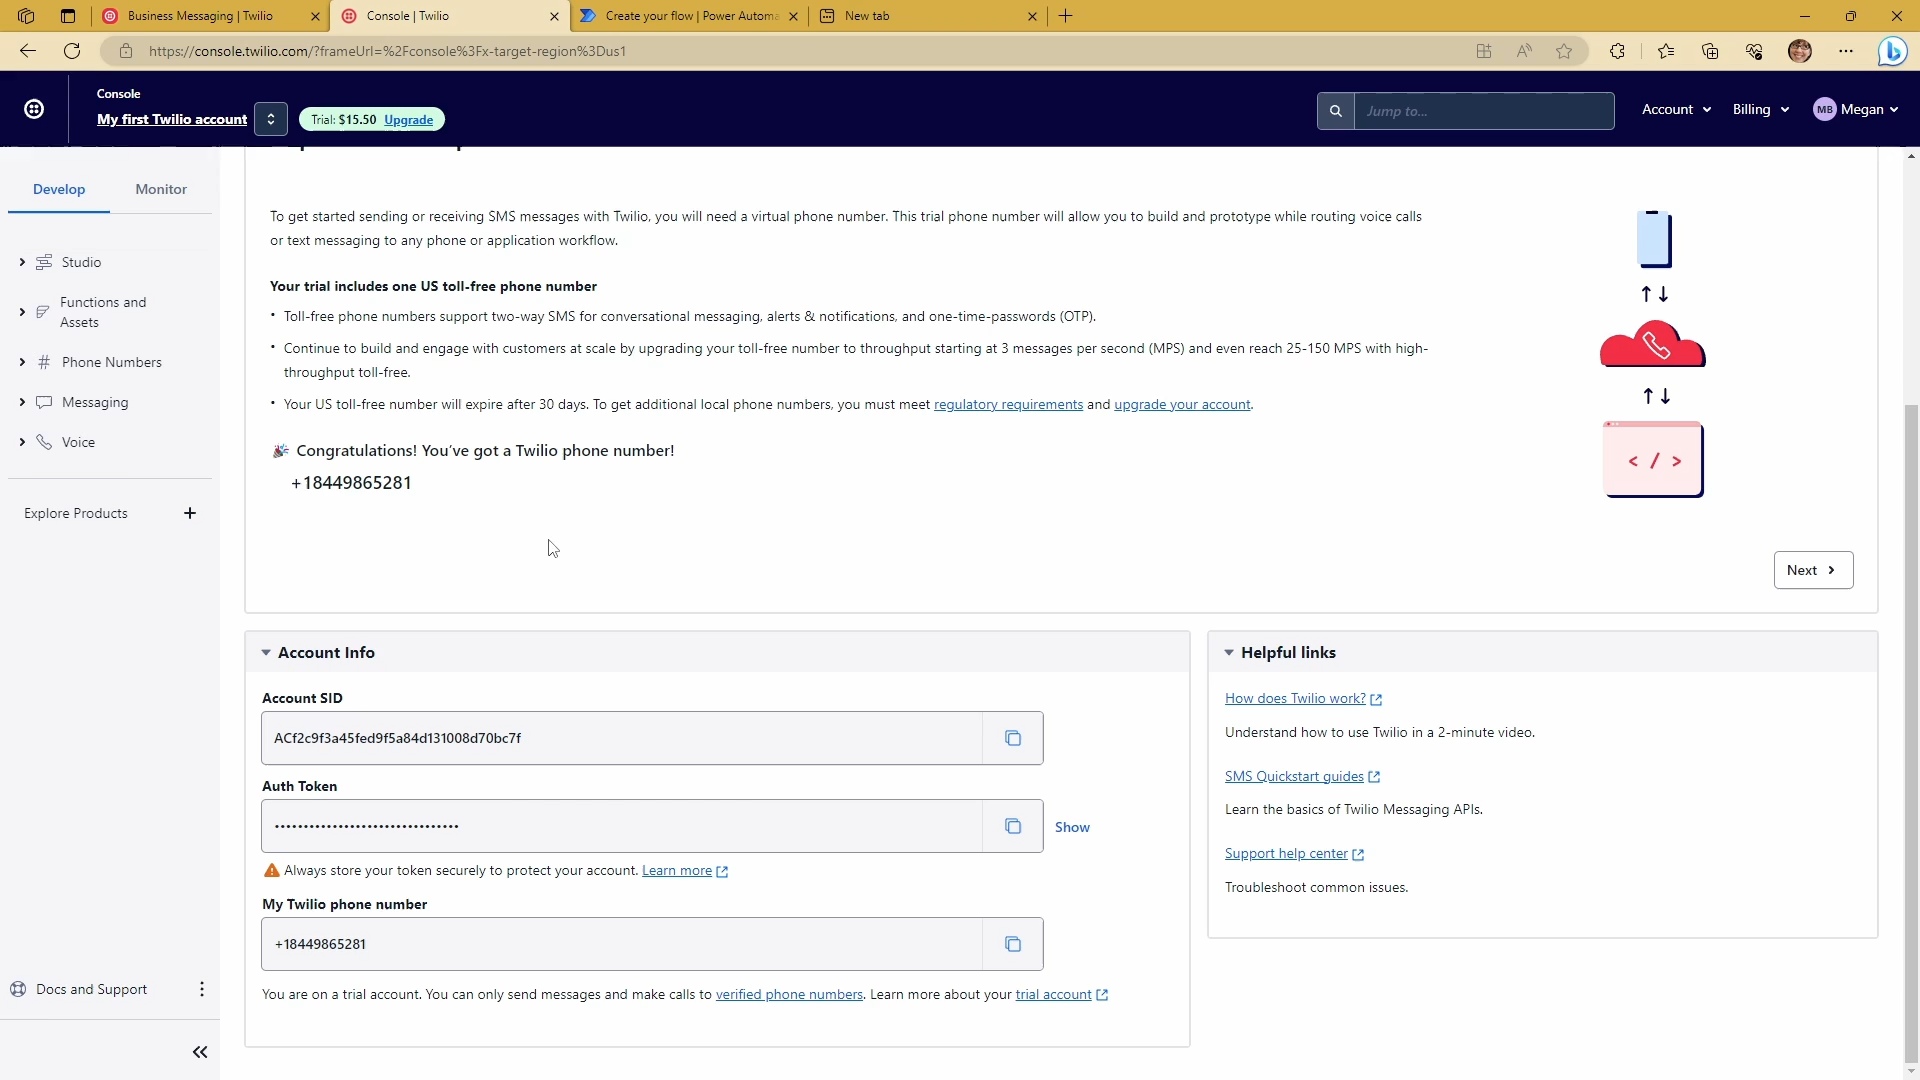 Business Messaging | Twilio
Console | Twilio
Create your flow | Power Automa
New tab
https://console.twilio.com/?frameUrl=%2Fconsole%3Fx-target-region%3Dus1
Console
My first Twilio account
Trial: $15.50 Upgrade
Jump to...
Account
Billing
MB Megan
Develop
Monitor
Studio
Functions and
Assets
Phone Numbers
Messaging
Voice
Explore Products
Docs and Support
To get started sending or receiving SMS messages with Twilio, you will need a virtual phone number. This trial phone number will allow you to build and prototype while routing voice calls
or text messaging to any phone or application workflow.
Your trial includes one US toll-free phone number
• Toll-free phone numbers support two-way SMS for conversational messaging, alerts & notifications, and one-time-passwords (OTP).
• Continue to build and engage with customers at scale by upgrading your toll-free number to throughput starting at 3 messages per second (MPS) and even reach 25-150 MPS with high-
throughput toll-free.
• Your US toll-free number will expire after 30 days. To get additional local phone numbers, you must meet regulatory requirements and upgrade your account.
Congratulations! You've got a Twilio phone number!
+18449865281
< / >
Next
Account Info
Account SID
ACf2c9f3a45fed9f5a84d131008d70bc7f
Auth Token
••••••••••••••••••••••••••••••••
Show
Always store your token securely to protect your account. Learn more
My Twilio phone number
+18449865281
You are on a trial account. You can only send messages and make calls to verified phone numbers. Learn more about your trial account
Helpful links
How does Twilio work?
Understand how to use Twilio in a 2-minute video.
SMS Quickstart guides
Learn the basics of Twilio Messaging APIs.
Support help center
Troubleshoot common issues.